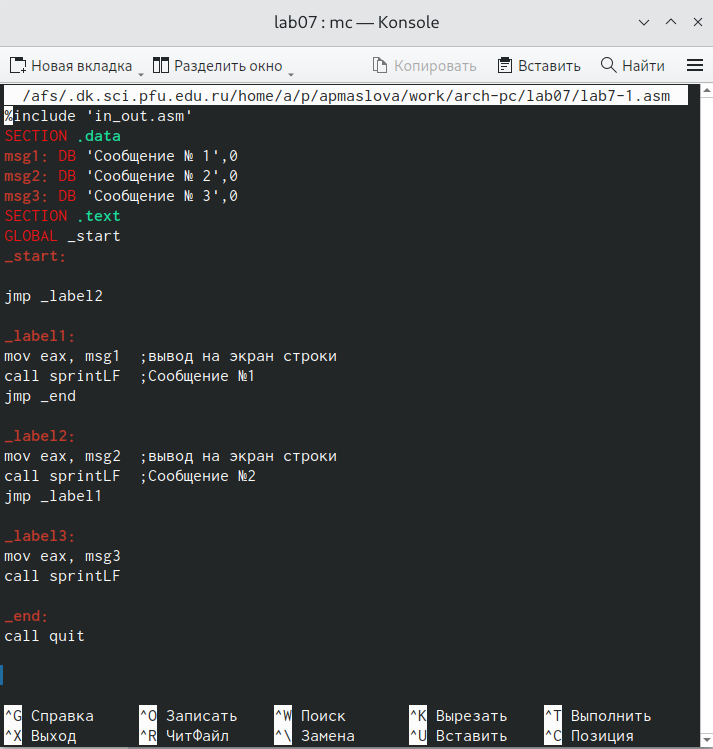 lab07 : mc — Konsole
Новая вкладка Разделить окно Копировать Вставить Найти
/afs/.dk.sci.pfu.edu.ru/home/a/p/apmaslova/work/arch-pc/lab07/lab7-1.asm
%include 'in_out.asm'
SECTION .data
msg1: DB 'Сообщение № 1',0
msg2: DB 'Сообщение № 2',0
msg3: DB 'Сообщение № 3',0
SECTION .text
GLOBAL _start
_start:
jmp _label2
_label1:
mov eax, msg1 ;вывод на экран строки
call sprintLF ;Сообщение №1
jmp _end
_label2:
mov eax, msg2 ;вывод на экран строки
call sprintLF ;Сообщение №2
jmp _label1
_label3:
mov eax, msg3
call sprintLF
_end:
call quit
^G Справка ^O Записать ^W Поиск ^K Вырезать ^T Выполнить
^X Выход ^R ЧитФайл ^\ Замена ^U Вставить ^C Позиция